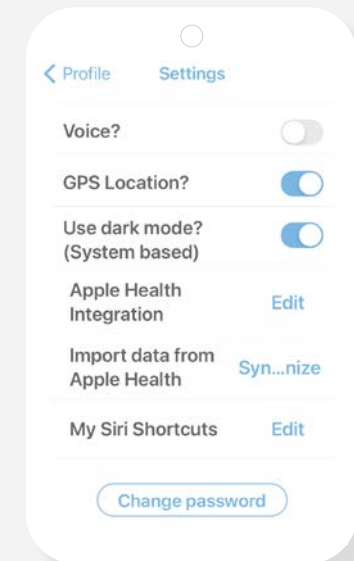 Profile Settings
Voice?
GPS Location?
Use dark mode?
(System based)
Apple Health
Integration
Edit
Import data from
Apple Health
Syn...nize
My Siri Shortcuts Edit
Change password